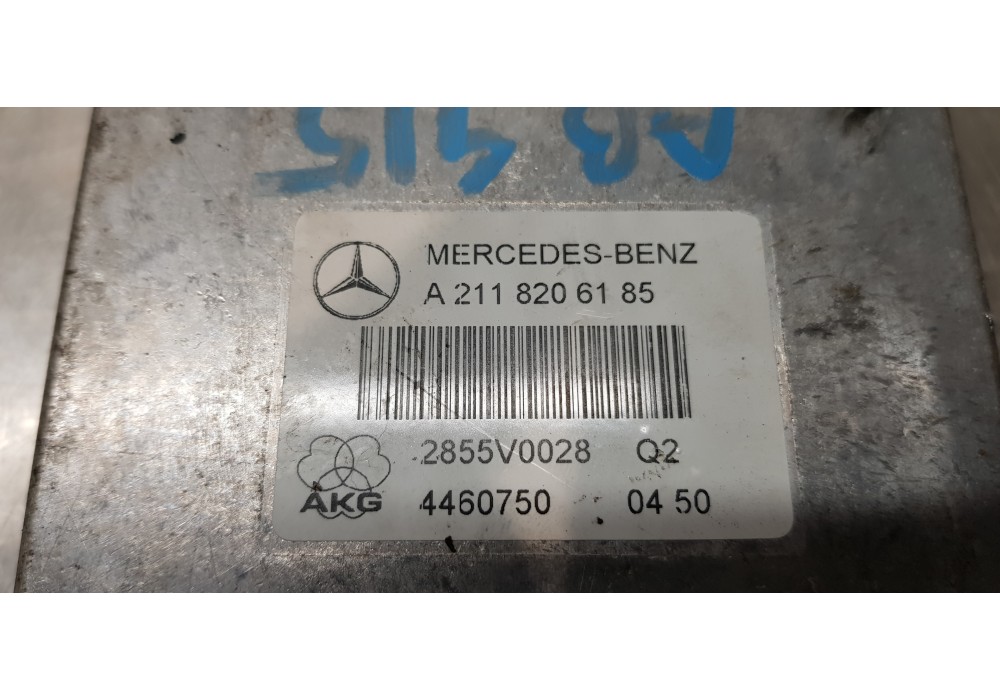 MERCEDES-BENZ
A 211 820 61 85
2855V0028 Q2
AKG
4460750 04 50